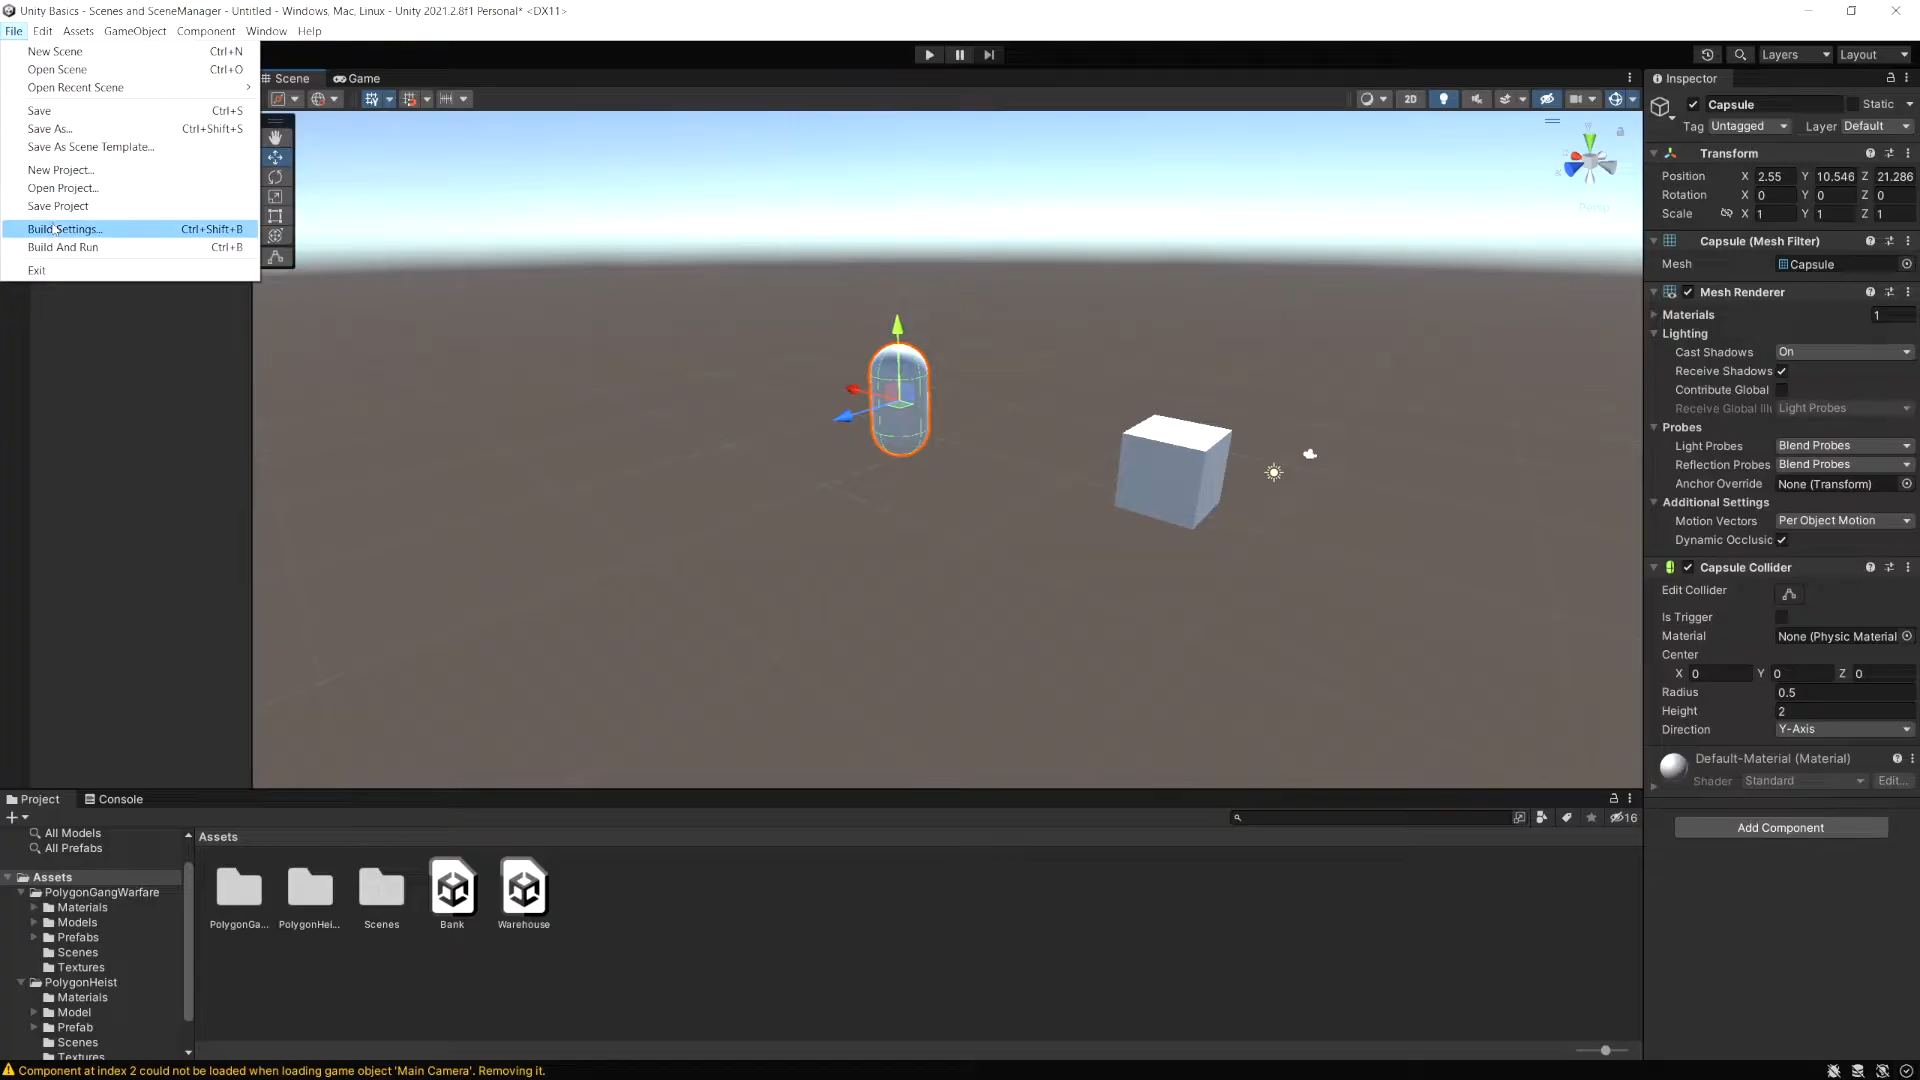 Unity Basics - Scenes and SceneManager - Untitled - Windows, Mac, Linux - Unity 2021.2.8f1 Personal* <DX11>
File Edit Assets GameObject Component Window Help
New Scene Ctrl+N
Open Scene Ctrl+O
Open Recent Scene
Save Ctrl+S
Save As... Ctrl+Shift+S
Save As Scene Template...
New Project...
Open Project...
Save Project
Build Settings... Ctrl+Shift+B
Build And Run Ctrl+B
Exit
Layers Layout
Scene Game
2D
Persp
Inspector
Capsule Static
Tag Untagged Layer Default
Transform
Position X 2.55 Y 10.546 Z 21.286
Rotation X 0 Y 0 Z 0
Scale X 1 Y 1 Z 1
Capsule (Mesh Filter)
Mesh Capsule
Mesh Renderer
Materials 1
Lighting
Cast Shadows On
Receive Shadows
Contribute Global
Receive Global Illu Light Probes
Probes
Light Probes Blend Probes
Reflection Probes Blend Probes
Anchor Override None (Transform)
Additional Settings
Motion Vectors Per Object Motion
Dynamic Occlusic
Capsule Collider
Edit Collider
Is Trigger
Material None (Physic Material
Center
X 0 Y 0 Z 0
Radius 0.5
Height 2
Direction Y-Axis
Default-Material (Material)
Shader Standard Edit...
Add Component
Project Console
16
All Models
All Prefabs
Assets
PolygonGangWarfare
Materials
Models
Prefabs
Scenes
Textures
PolygonHeist
Materials
Model
Prefab
Scenes
Textures
Assets
PolygonGa... PolygonHei... Scenes Bank Warehouse
Component at index 2 could not be loaded when loading game object 'Main Camera'. Removing it.